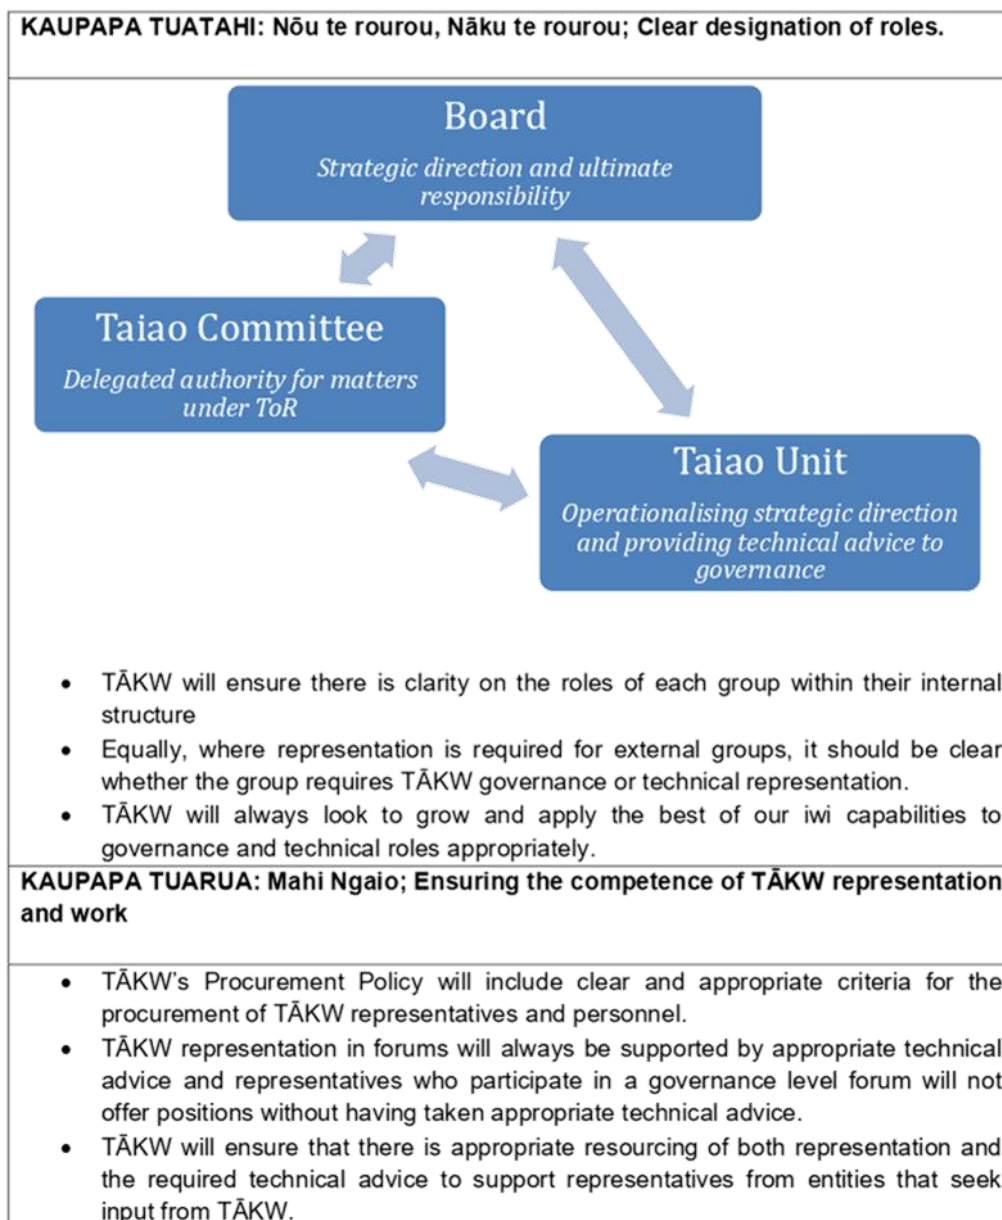 KAUPAPA TUATAHI: Nōu te rourou, Nāku te rourou; Clear designation of roles.
Board
Strategic direction and ultimate
responsibility
Taiao Committee
Delegated authority for matters
under ToR
Taiao Unit
Operationalising strategic direction
and providing technical advice to
governance
• TĀKW will ensure there is clarity on the roles of each group within their internal
structure
• Equally, where representation is required for external groups, it should be clear
whether the group requires TĀKW governance or technical representation.
• TĀKW will always look to grow and apply the best of our iwi capabilities to
governance and technical roles appropriately.
KAUPAPA TUARUA: Mahi Ngaio; Ensuring the competence of TĀKW representation
and work
• TĀKW's Procurement Policy will include clear and appropriate criteria for the
procurement of TĀKW representatives and personnel.
• TĀKW representation in forums will always be supported by appropriate technical
advice and representatives who participate in a governance level forum will not
offer positions without having taken appropriate technical advice.
• TĀKW will ensure that there is appropriate resourcing of both representation and
the required technical advice to support representatives from entities that seek
input from TĀKW.